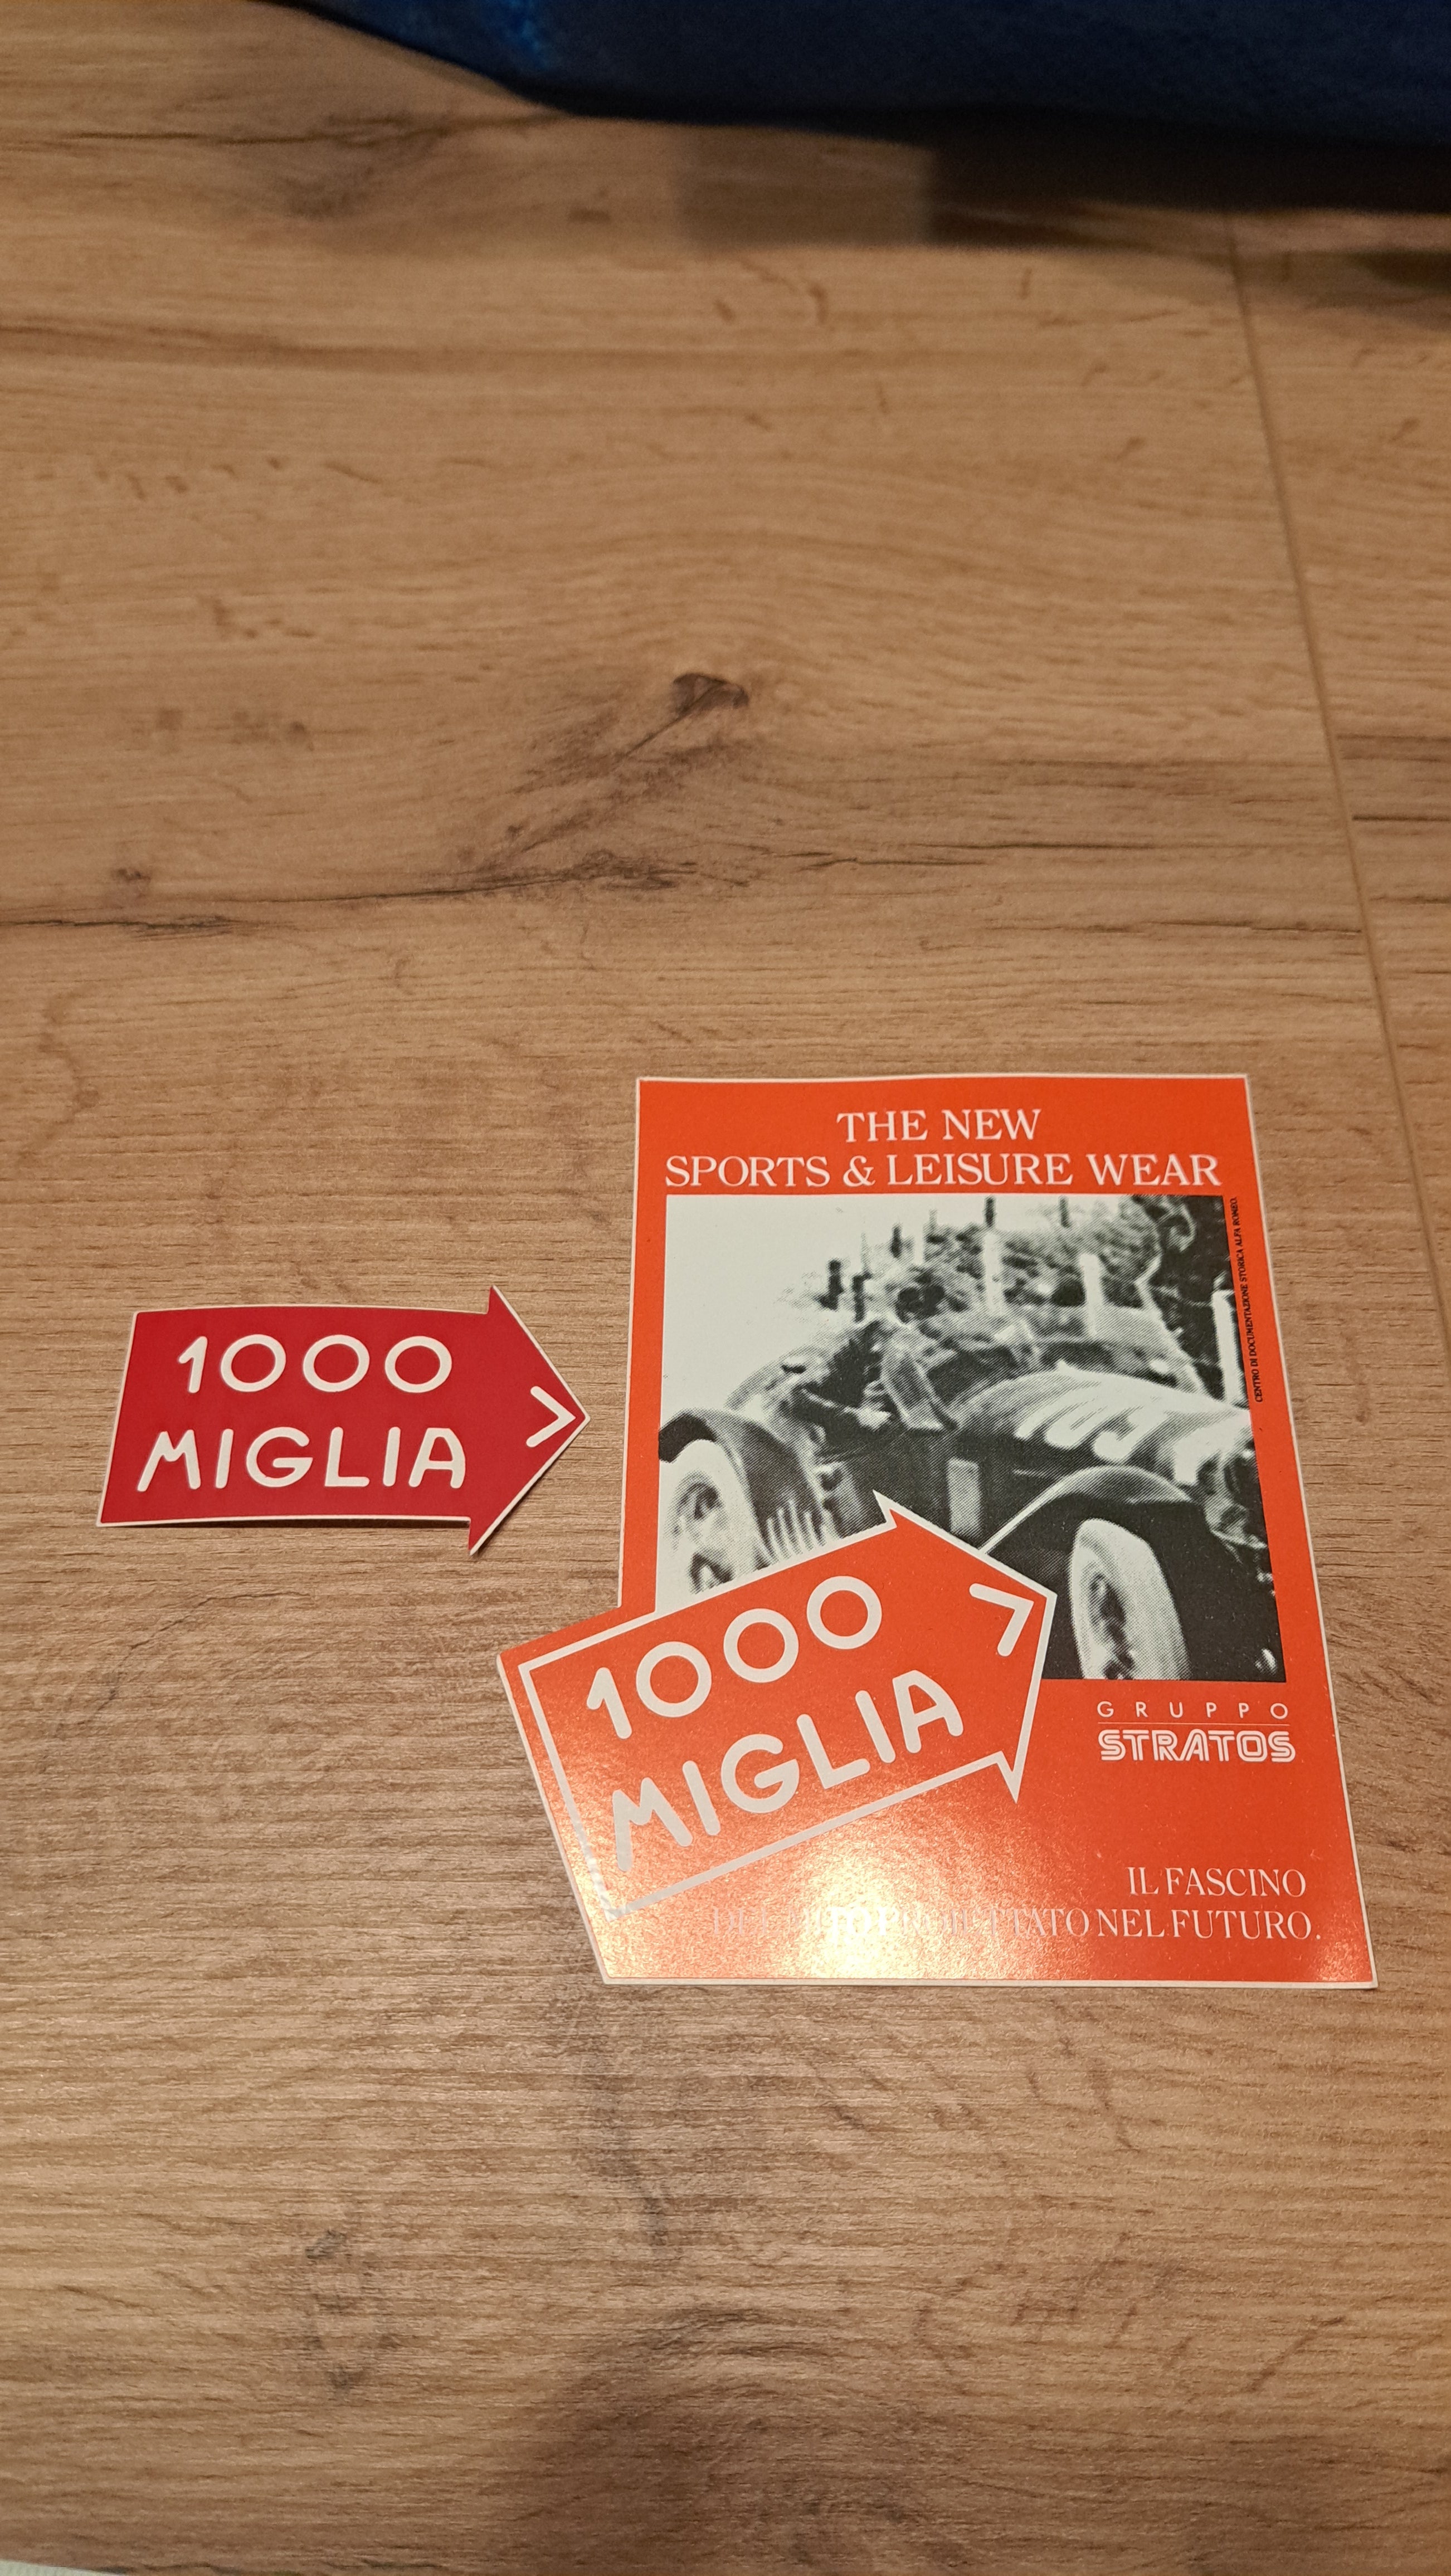 1000
MIGLIA
THE NEW
SPORTS & LEISURE WEAR
CENTRO DI DOCUMENTAZIONE STORICA ALFA ROMEO.
103
1000
MIGLIA
GRUPPO
STRATOS
IL FASCINO
NEL FUTURO.